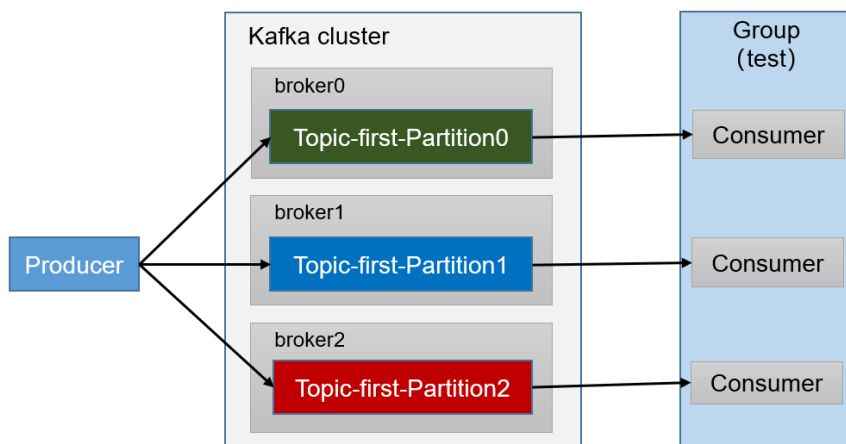 Kafka cluster
Group
(test)
broker0
Topic-first-Partition0
Consumer
broker1
Producer
Topic-first-Partition1
Consumer
broker2
Topic-first-Partition2
Consumer